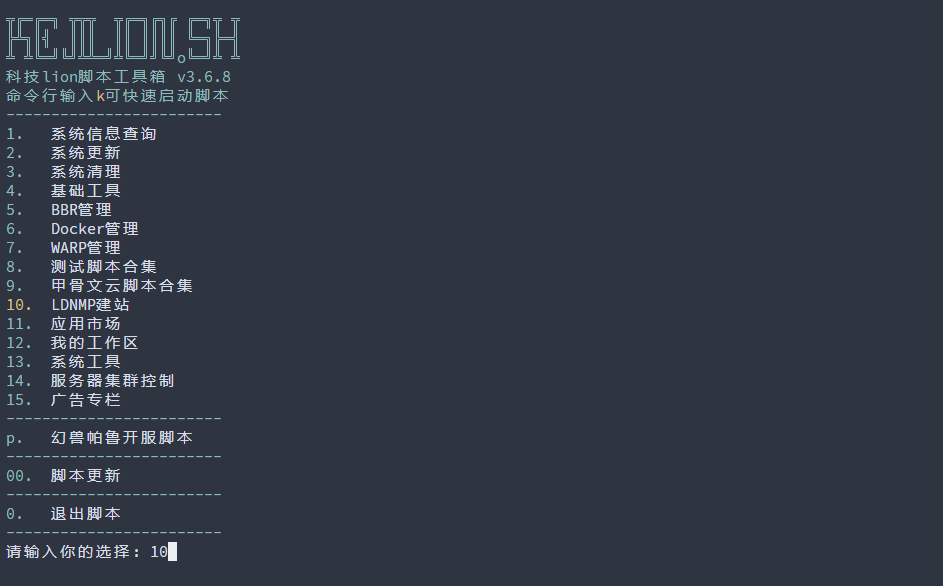 KEJILION.SH
科技lion脚本工具箱 v3.6.8
命令行输入k可快速启动脚本
------------------------
1.   系统信息查询
2.   系统更新
3.   系统清理
4.   基础工具
5.   BBR管理
6.   Docker管理
7.   WARP管理
8.   测试脚本合集
9.   甲骨文云脚本合集
10.  LDNMP建站
11.  应用市场
12.  我的工作区
13.  系统工具
14.  服务器集群控制
15.  广告专栏
------------------------
p.   幻兽帕鲁开服脚本
------------------------
00.  脚本更新
------------------------
0.   退出脚本
------------------------
请输入你的选择: 10